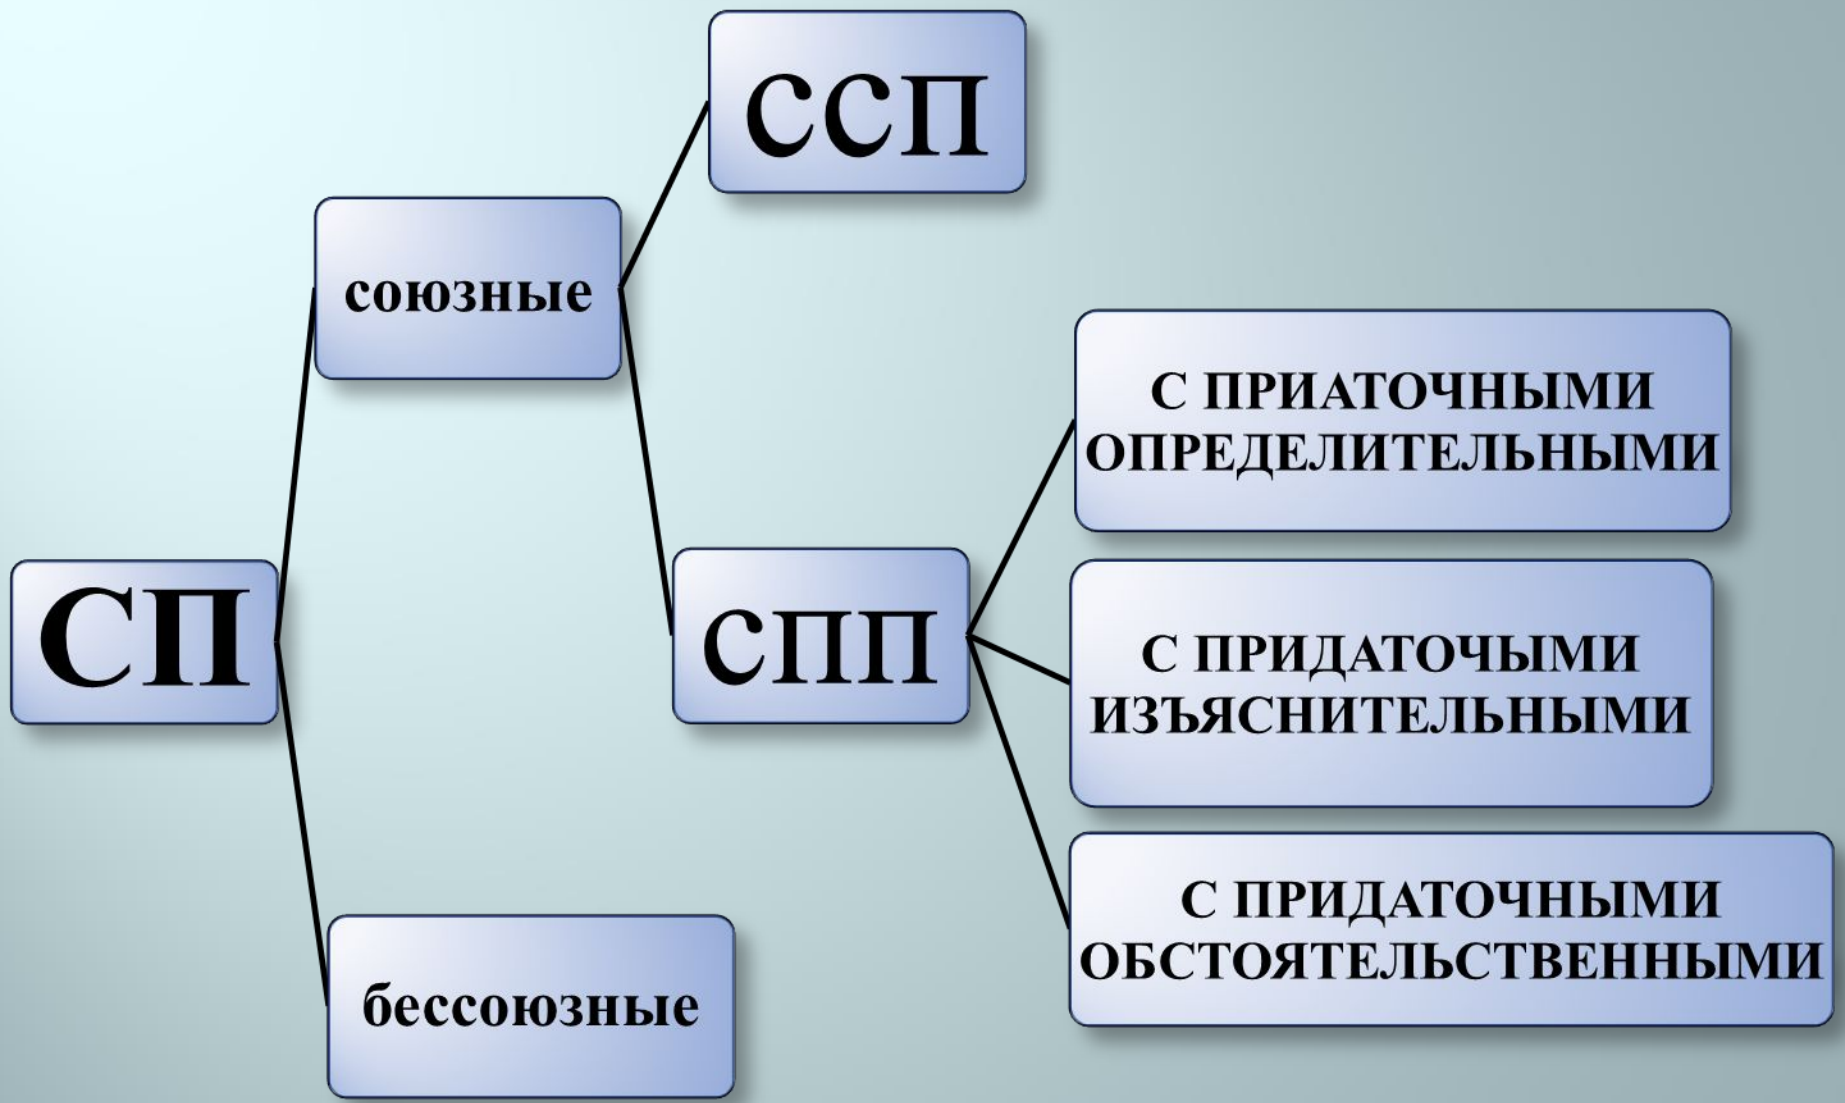 ССП
союзные
С ПРИАТОЧНЫМИ
ОПРЕДЕЛИТЕЛЬНЫМИ
СП
СПП
С ПРИДАТОЧЫМИ
ИЗЪЯСНИТЕЛЬНЫМИ
С ПРИДАТОЧНЫМИ
ОБСТОЯТЕЛЬСТВЕННЫМИ
бессоюзные